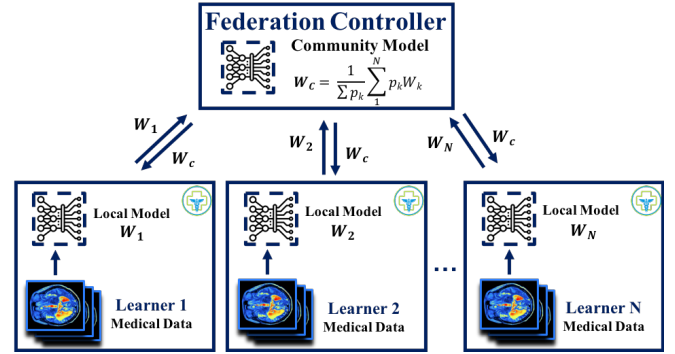 Federation Controller
Community Model
W_c = 1/∑ p_k ∑_1^N p_k W_k
W_1
W_c
W_2
W_c
W_N
W_c
Local Model
W_1
Learner 1
Medical Data
Local Model
W_2
Learner 2
Medical Data
...
Local Model
W_N
Learner N
Medical Data